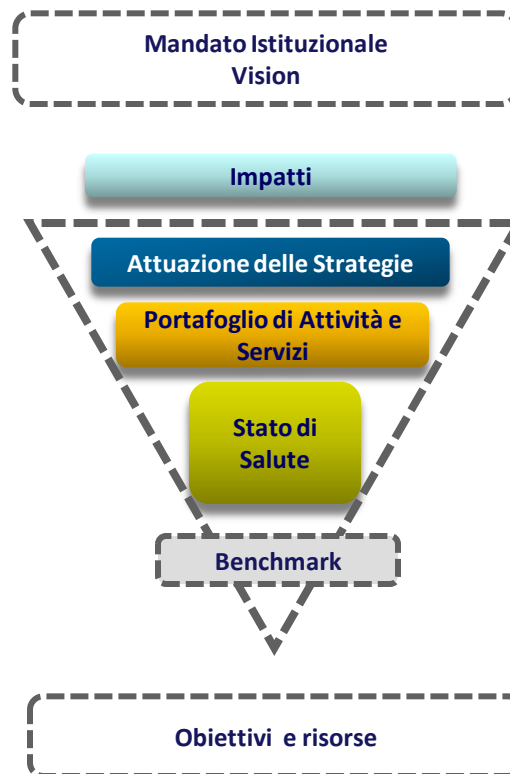 Mandato Istituzionale
Vision
Impatti
Attuazione delle Strategie
Portafoglio di Attività e
Servizi
Stato di
Salute
Benchmark
Obiettivi e risorse